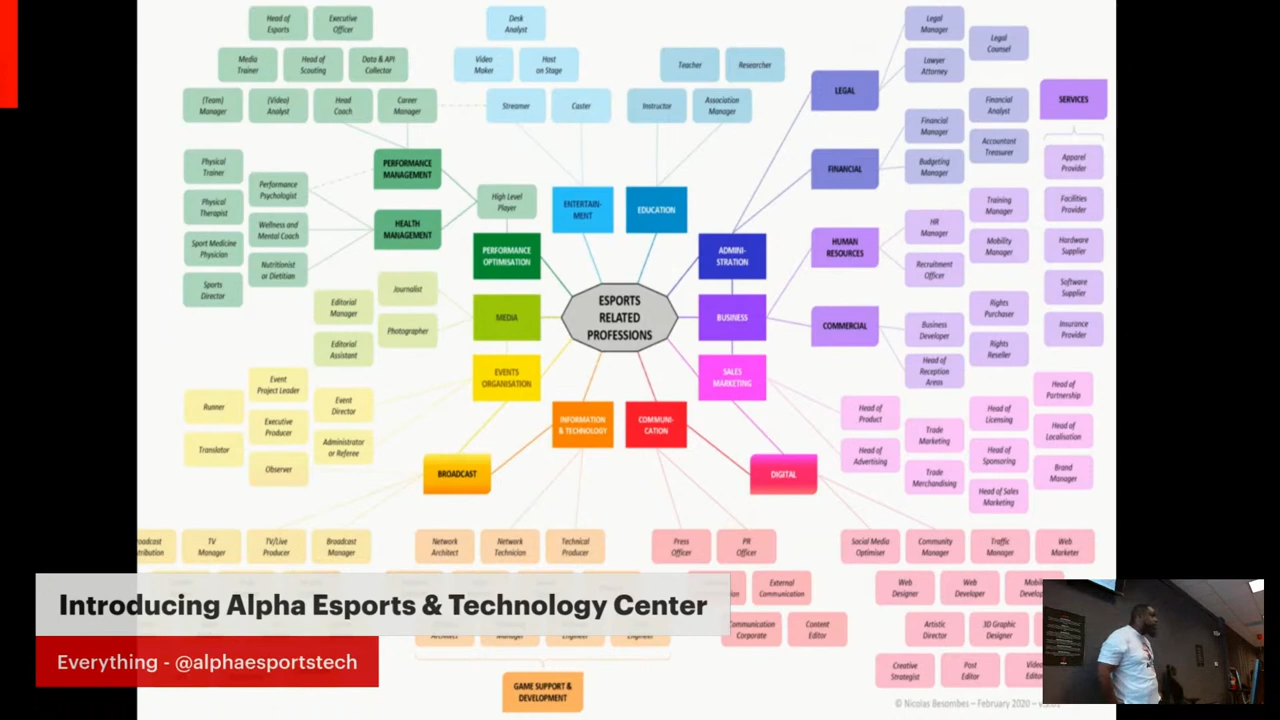 Head of
Esports
Executive
Officer
Media
Trainer
Head of
Scouting
Data & API
Collector
(Team)
Manager
(Video)
Analyst
Head
Coach
Career
Manager
Desk
Analyst
Video
Maker
Host
on Stage
Streamer
Caster
Teacher
Researcher
Instructor
Association
Manager
Legal
Manager
Legal
Counsel
Lawyer
Attorney
LEGAL
SERVICES
Financial
Analyst
Financial
Manager
Accountant
Treasurer
FINANCIAL
Budgeting
Manager
Apparel
Provider
Facilities
Provider
Hardware
Supplier
Software
Supplier
Insurance
Provider
PERFORMANCE
MANAGEMENT
Physical
Trainer
Performance
Psychologist
Physical
Therapist
Wellness and
Mental Coach
Sport Medicine
Physician
Nutritionist
or Dietitian
Sports
Director
HEALTH
MANAGEMENT
High Level
Player
ENTERTAIN-
MENT
EDUCATION
PERFORMANCE
OPTIMISATION
ADMINI-
STRATION
HUMAN
RESOURCES
HR
Manager
Training
Manager
Recruitment
Officer
Mobility
Manager
Journalist
Editorial
Manager
Photographer
Editorial
Assistant
MEDIA
ESPORTS
RELATED
PROFESSIONS
BUSINESS
COMMERCIAL
Business
Developer
Rights
Purchaser
Rights
Reseller
Head of
Reception
Areas
EVENTS
ORGANISATION
SALES
MARKETING
Event
Project Leader
Runner
Event
Director
Executive
Producer
Translator
Administrator
or Referee
Observer
INFORMATION
& TECHNOLOGY
COMMUNI-
CATION
BROADCAST
DIGITAL
Head of
Product
Head of
Advertising
Trade
Marketing
Trade
Merchandising
Head of
Licensing
Head of
Sponsoring
Head of Sales
Marketing
Head of
Partnership
Head of
Localisation
Brand
Manager
TV
Manager
TV/Live
Producer
Broadcast
Manager
Network
Architect
Network
Technician
Technical
Producer
Press
Officer
PR
Officer
Social Media
Optimiser
Community
Manager
Traffic
Manager
Web
Marketer
External
Communication
Web
Designer
Web
Developer
Communication
Corporate
Content
Editor
Artistic
Director
3D Graphic
Designer
Creative
Strategist
Post
Editor
GAME SUPPORT &
DEVELOPMENT
© Nicolas Besombes – February 2020 –
Introducing Alpha Esports & Technology Center
Everything - @alphaesportstech